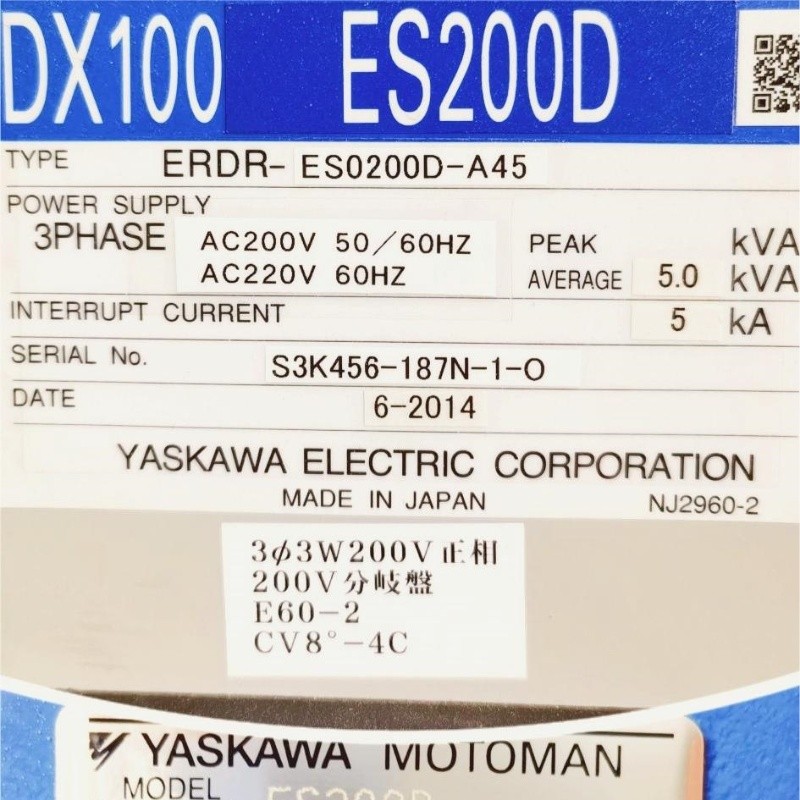 DX100 ES200D
TYPE ERDR- ES0200D-A45
POWER SUPPLY
3PHASE AC200V 50/60HZ PEAK kVA
AC220V 60HZ AVERAGE 5.0 kVA
INTERRUPT CURRENT 5 kA
SERIAL No. S3K456-187N-1-O
DATE 6-2014
YASKAWA ELECTRIC CORPORATION
MADE IN JAPAN NJ2960-2
3φ3W200V正相
200V分岐盤
E60-2
CV8°-4C
YASKAWA MOTOMAN
MODEL ES200D